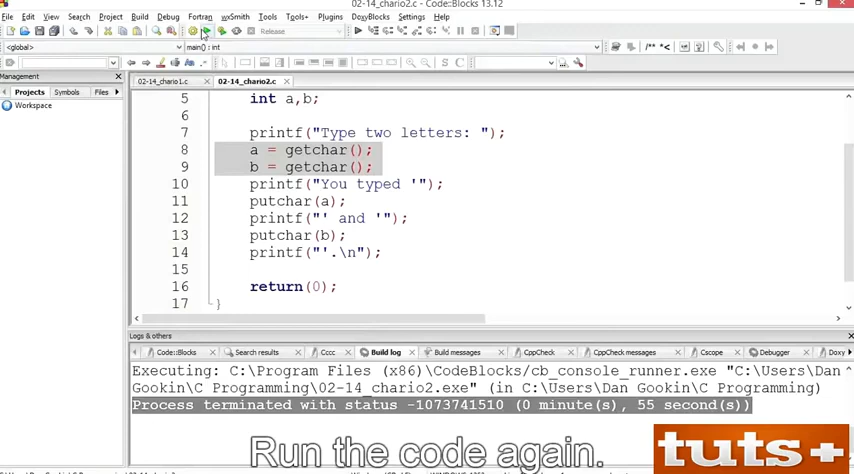 02-14_chario2.c - Code::Blocks 13.12
File Edit View Search Project Build Debug Fortran wxSmith Tools Tools+ Plugins DoxyBlocks Settings Help
Release
<global> main() : int
/** *<
Management
Projects Symbols Files
Workspace
02-14_chario1.c 02-14_chario2.c
5 int a,b;
6
7 printf("Type two letters: ");
8 a = getchar();
9 b = getchar();
10 printf("You typed '");
11 putchar(a);
12 printf("' and '");
13 putchar(b);
14 printf("'.\n");
15
16 return(0);
17 }
Logs & others
Code::Blocks Search results Cccc Build log Build messages CppCheck CppCheck messages Cscope Debugger Doxy
Executing: C:\Program Files (x86)\CodeBlocks/cb_console_runner.exe "C:\Users\Dan
Gookin\C Programming\02-14_chario2.exe" (in C:\Users\Dan Gookin\C Programming)
Process terminated with status -1073741510 (0 minute(s), 55 second(s))
Run the code again.
tuts+